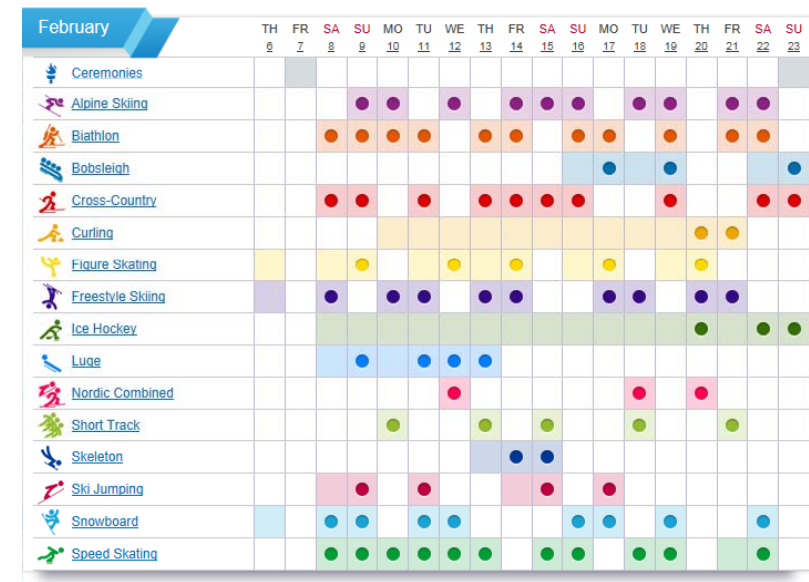 February TH FR SA SU MO TU WE TH FR SA SU MO TU WE TH FR SA SU
6 7 8 9 10 11 12 13 14 15 16 17 18 19 20 21 22 23
Ceremonies
Alpine Skiing
Biathlon
Bobsleigh
Cross-Country
Curling
Figure Skating
Freestyle Skiing
Ice Hockey
Luge
Nordic Combined
Short Track
Skeleton
Ski Jumping
Snowboard
Speed Skating